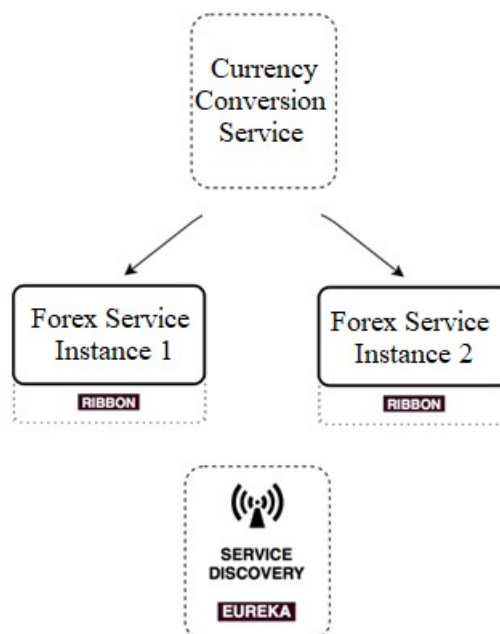 Currency
Conversion
Service
Forex Service
Instance 1
RIBBON
Forex Service
Instance 2
RIBBON
SERVICE
DISCOVERY
EUREKA